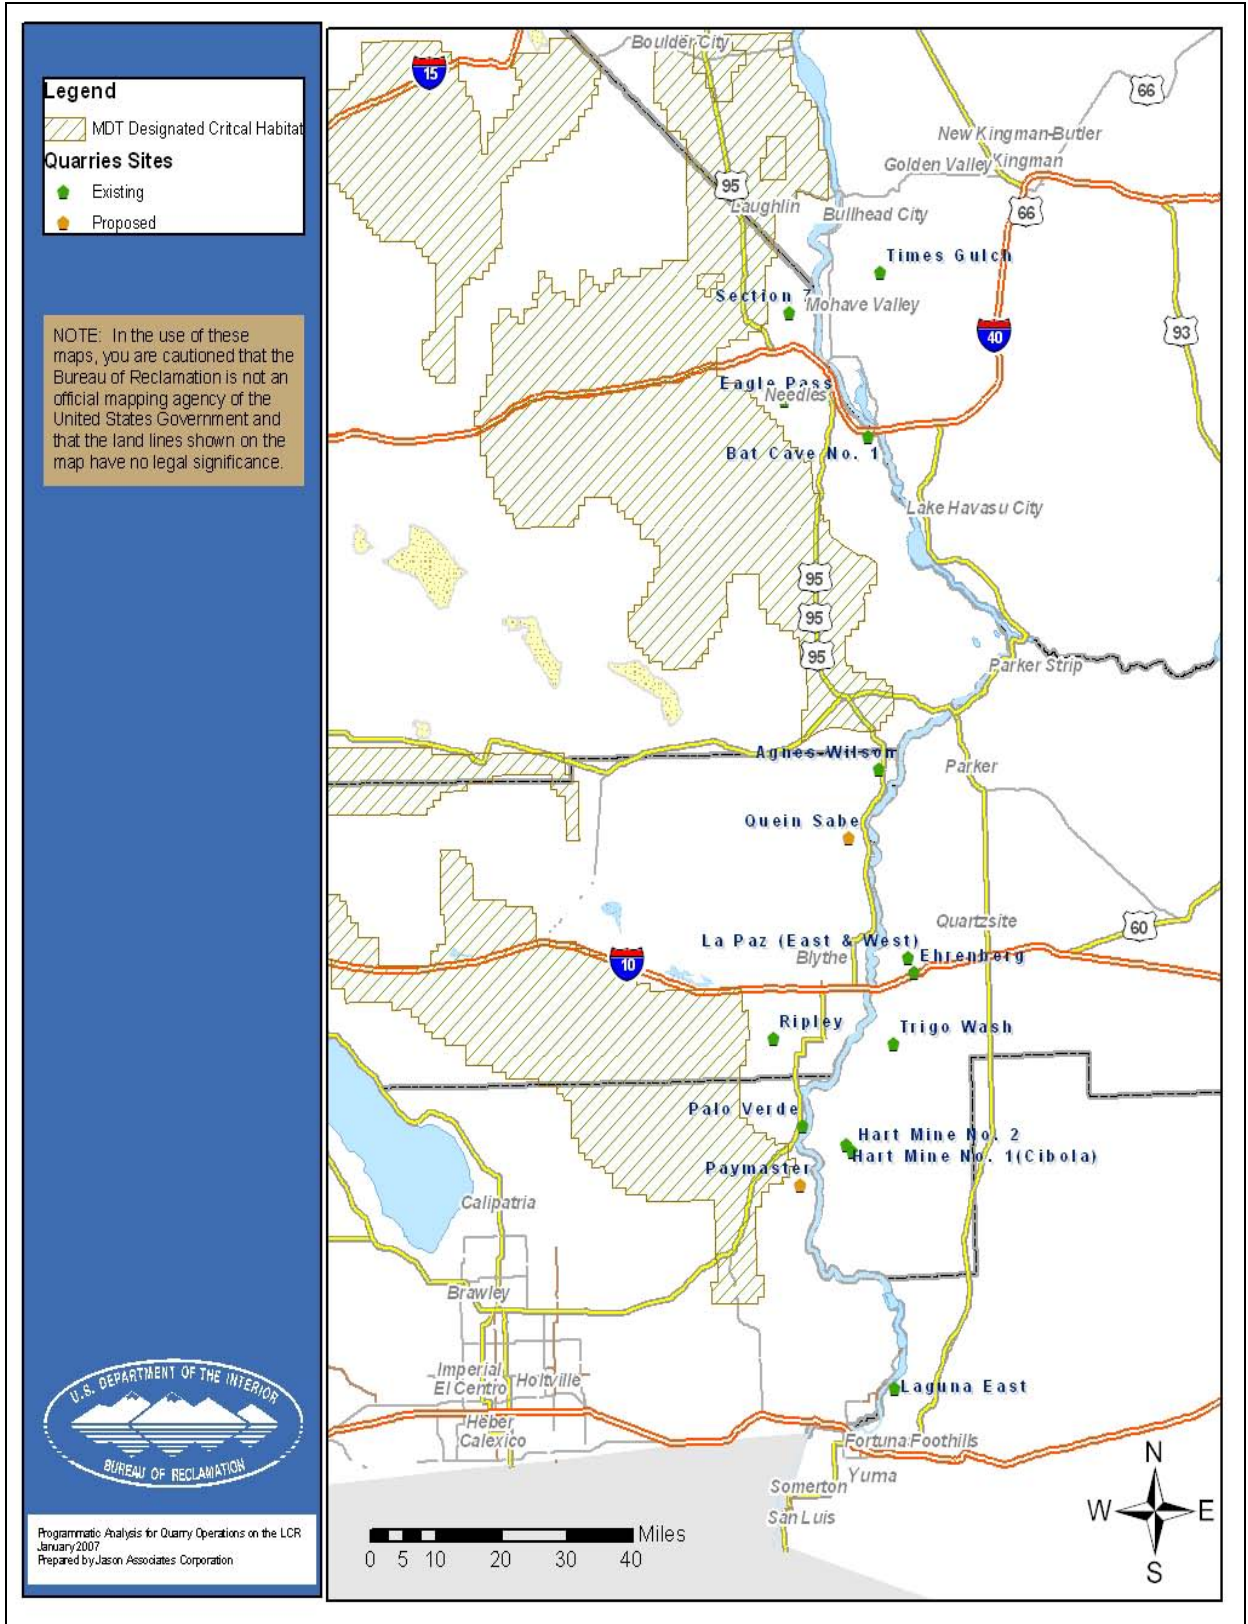 Legend
MDT Designated Critcal Habitat
Quarries Sites
Existing
Proposed
NOTE: In the use of these
maps, you are cautioned that the
Bureau of Reclamation is not an
official mapping agency of the
United States Government and
that the land lines shown on the
map have no legal significance.
U.S. DEPARTMENT OF THE INTERIOR
BUREAU OF RECLAMATION
Programmatic Analysis for Quarry Operations on the LCR
January 2007
Prepared by Jason Associates Corporation
Boulder City
15
66
New Kingman-Butler
Golden Valley Kingman
95
66
Laughlin
Bullhead City
Times Gulch
Section 7
Mohave Valley
40
93
Eagle Pass
Needles
Bat Cave No. 1
Lake Havasu City
95
95
95
Parker Strip
Agnes-Wilson
Parker
Quein Sabe
Quartzsite
60
La Paz (East & West)
Blythe
Ehrenberg
10
Ripley
Trigo Wash
Palo Verde
Hart Mine No. 2
Hart Mine No. 1(Cibola)
Paymaster
Calipatria
Brawley
Imperial
El Centro
Holtville
Laguna East
Heber
Calexico
Fortuna Foothills
Yuma
Somerton
San Luis
N
W
E
S
Miles
0 5 10 20 30 40